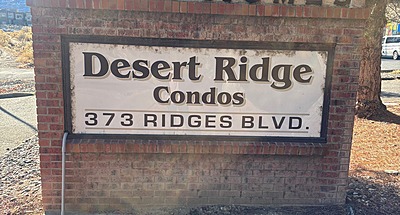 Desert Ridge
Condos
373 RIDGES BLVD.